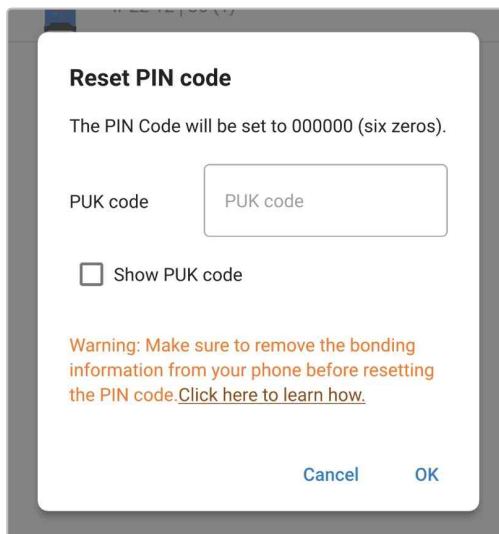 Reset PIN code
The PIN Code will be set to 000000 (six zeros).
PUK code
PUK code
Show PUK code
Warning: Make sure to remove the bonding
information from your phone before resetting
the PIN code.Click here to learn how.
Cancel OK